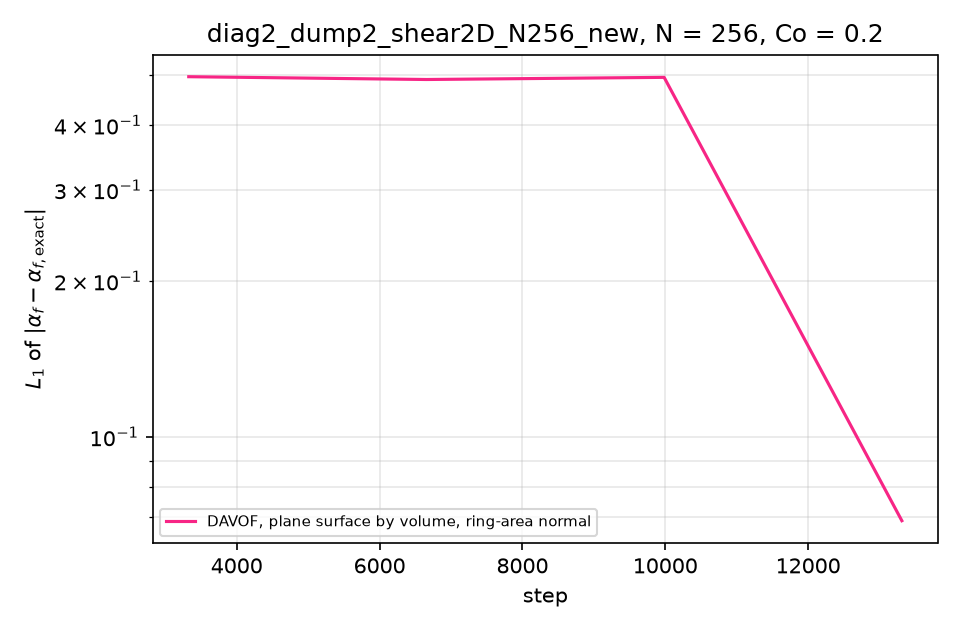 diag2_dump2_shear2D_N256_new, N = 256, Co = 0.2
L₁ of |α_f − α_{f,exact}|
4 × 10⁻¹
3 × 10⁻¹
2 × 10⁻¹
10⁻¹
DAVOF, plane surface by volume, ring-area normal
4000 6000 8000 10000 12000
step